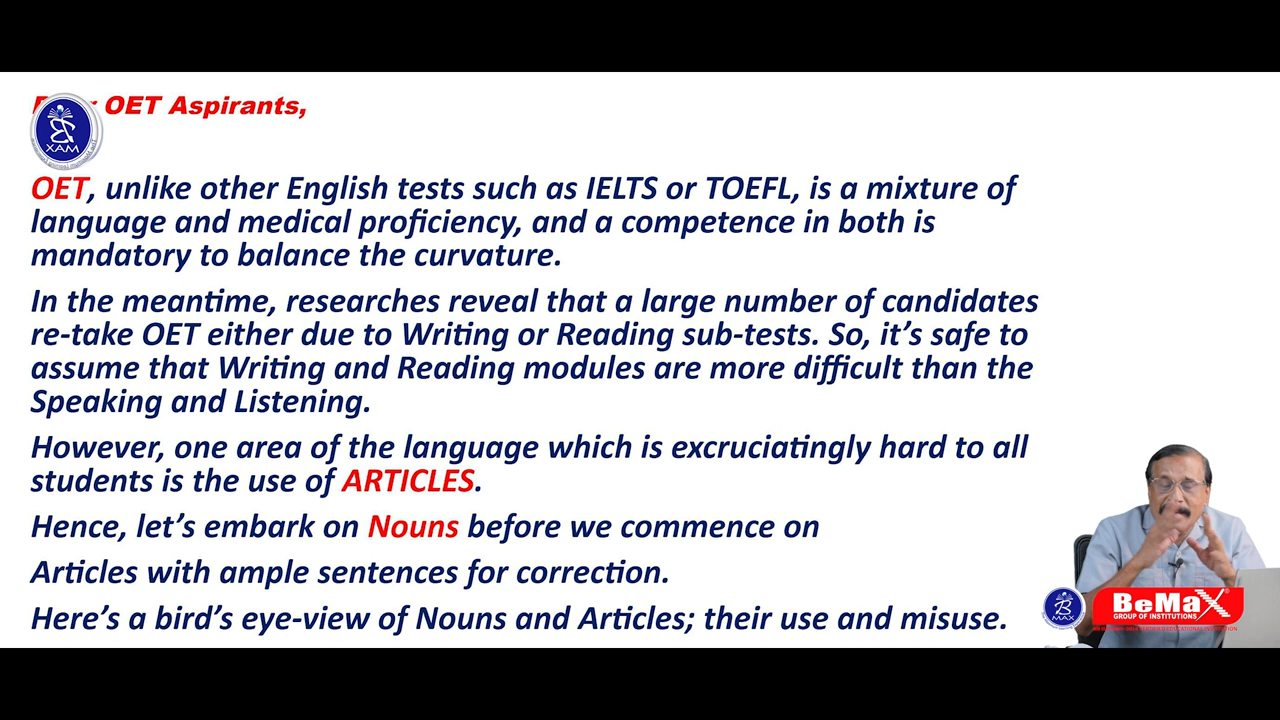 OET Aspirants,
XAM
OET, unlike other English tests such as IELTS or TOEFL, is a mixture of
language and medical proficiency, and a competence in both is
mandatory to balance the curvature.
In the meantime, researches reveal that a large number of candidates
re-take OET either due to Writing or Reading sub-tests. So, it's safe to
assume that Writing and Reading modules are more difficult than the
Speaking and Listening.
However, one area of the language which is excruciatingly hard to all
students is the use of ARTICLES.
Hence, let's embark on Nouns before we commence on
Articles with ample sentences for correction.
Here's a bird's eye-view of Nouns and Articles; their use and misuse.
B
MAX
BeMax®
GROUP OF INSTITUTIONS